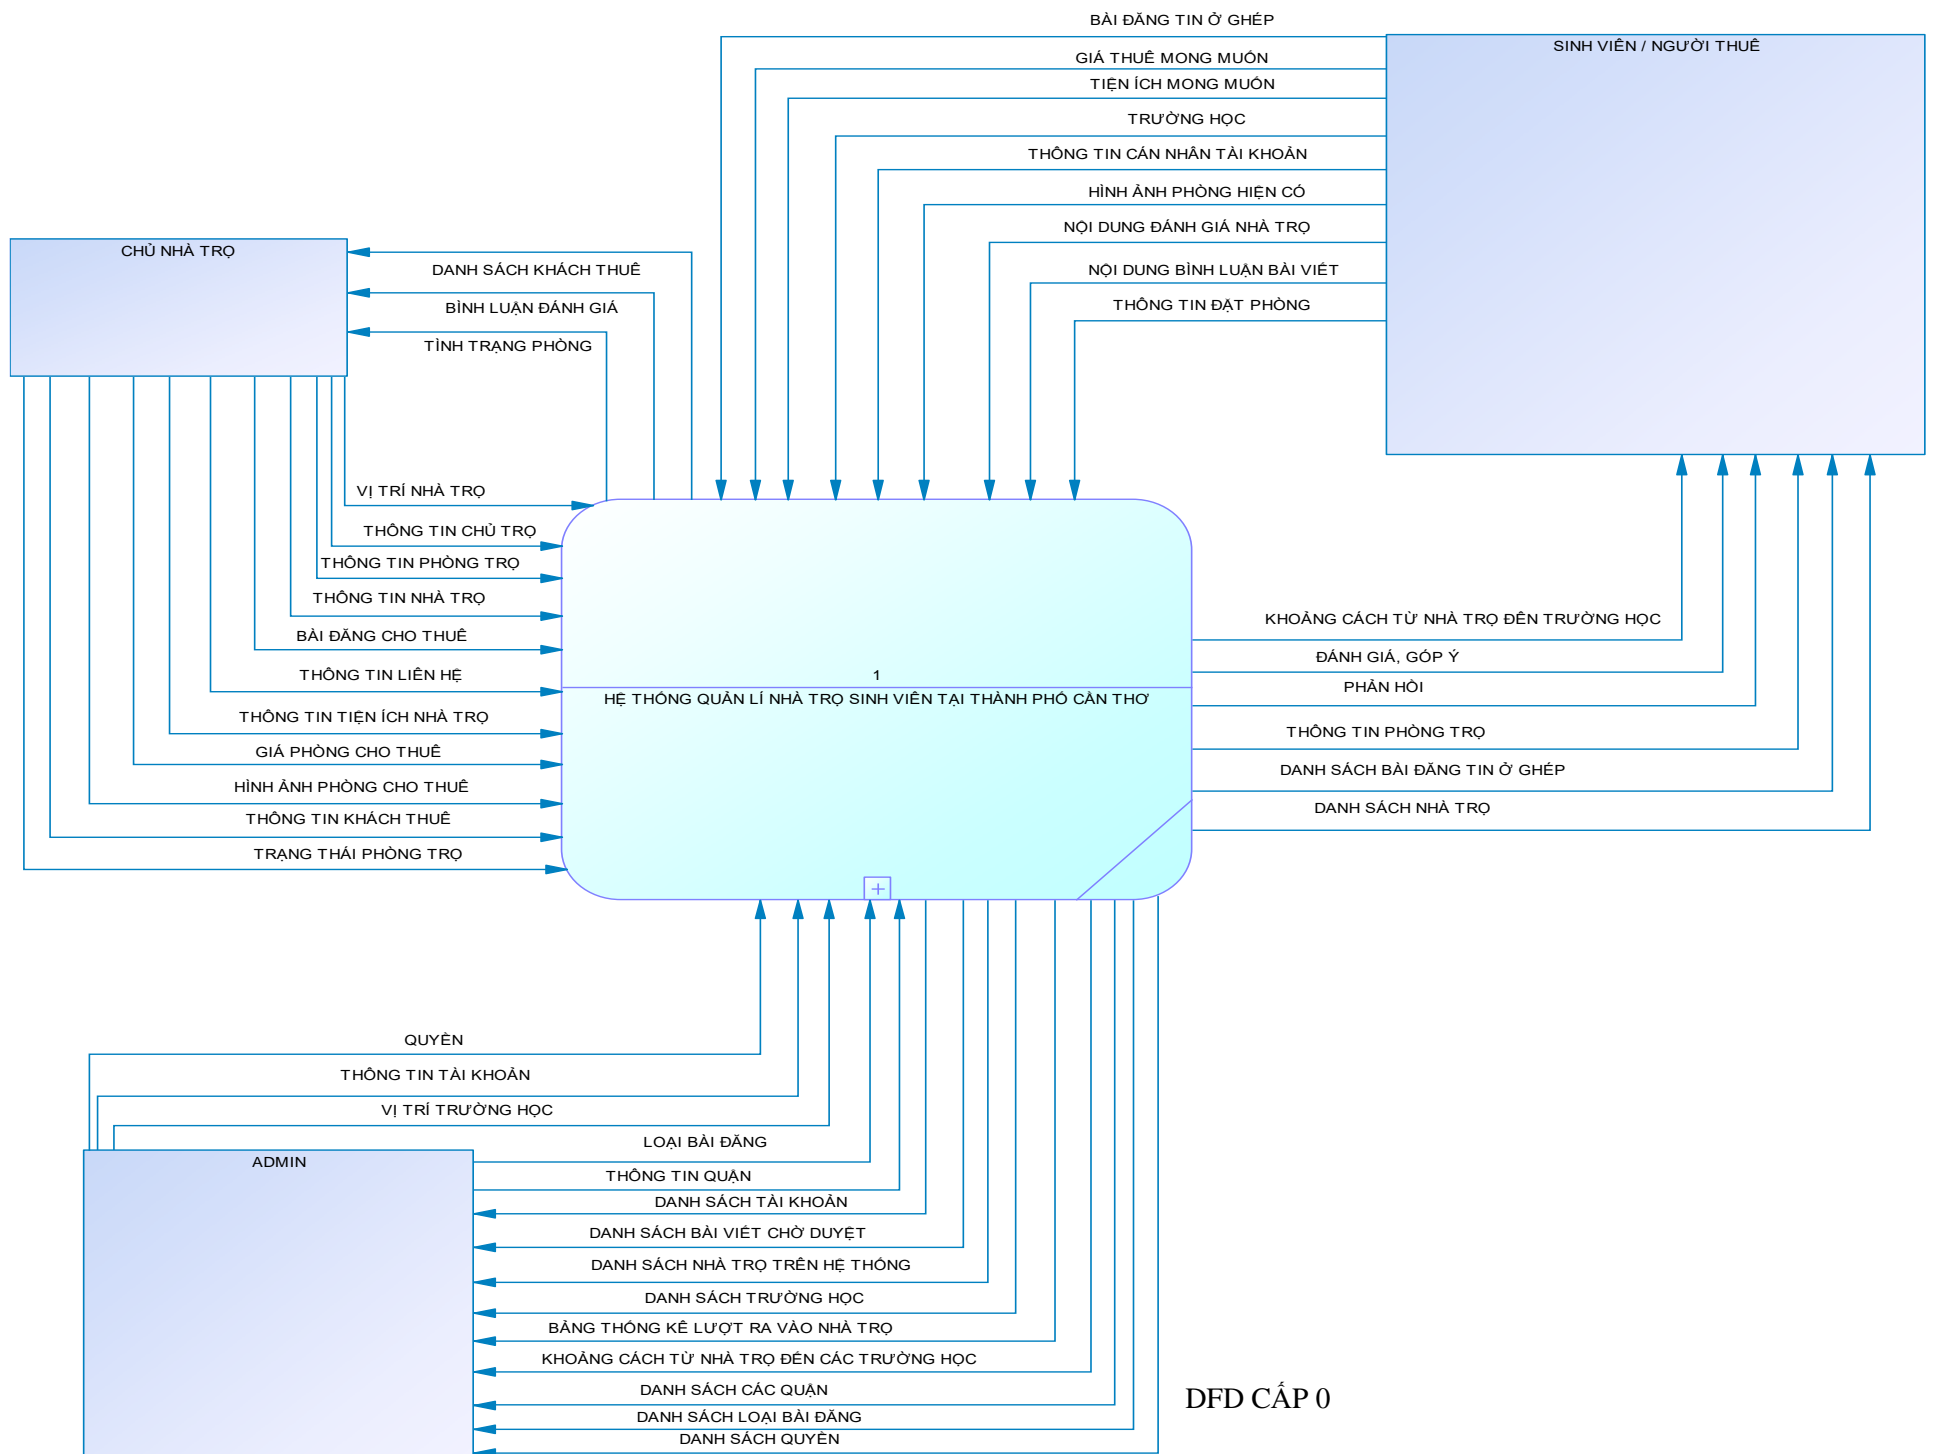 BÀI ĐĂNG TIN Ở GHÉP
SINH VIÊN / NGƯỜI THUÊ
GIÁ THUÊ MONG MUỐN
TIỆN ÍCH MONG MUỐN
TRƯỜNG HỌC
THÔNG TIN CÁN NHÂN TÀI KHOẢN
HÌNH ẢNH PHÒNG HIỆN CÓ
NỘI DUNG ĐÁNH GIÁ NHÀ TRỌ
NỘI DUNG BÌNH LUẬN BÀI VIẾT
THÔNG TIN ĐẶT PHÒNG
CHỦ NHÀ TRỌ
DANH SÁCH KHÁCH THUÊ
BÌNH LUẬN ĐÁNH GIÁ
TÌNH TRẠNG PHÒNG
VỊ TRÍ NHÀ TRỌ
THÔNG TIN CHỦ TRỌ
THÔNG TIN PHÒNG TRỌ
THÔNG TIN NHÀ TRỌ
BÀI ĐĂNG CHO THUÊ
THÔNG TIN LIÊN HỆ
THÔNG TIN TIỆN ÍCH NHÀ TRỌ
GIÁ PHÒNG CHO THUÊ
HÌNH ẢNH PHÒNG CHO THUÊ
THÔNG TIN KHÁCH THUÊ
TRẠNG THÁI PHÒNG TRỌ
1
HỆ THỐNG QUẢN LÍ NHÀ TRỌ SINH VIÊN TẠI THÀNH PHỐ CẦN THƠ
KHOẢNG CÁCH TỪ NHÀ TRỌ ĐẾN TRƯỜNG HỌC
ĐÁNH GIÁ, GÓP Ý
PHẢN HỒI
THÔNG TIN PHÒNG TRỌ
DANH SÁCH BÀI ĐĂNG TIN Ở GHÉP
DANH SÁCH NHÀ TRỌ
QUYỀN
THÔNG TIN TÀI KHOẢN
VỊ TRÍ TRƯỜNG HỌC
LOẠI BÀI ĐĂNG
ADMIN
THÔNG TIN QUẬN
DANH SÁCH TÀI KHOẢN
DANH SÁCH BÀI VIẾT CHỜ DUYỆT
DANH SÁCH NHÀ TRỌ TRÊN HỆ THỐNG
DANH SÁCH TRƯỜNG HỌC
BẢNG THỐNG KÊ LƯỢT RA VÀO NHÀ TRỌ
KHOẢNG CÁCH TỪ NHÀ TRỌ ĐẾN CÁC TRƯỜNG HỌC
DANH SÁCH CÁC QUẬN
DANH SÁCH LOẠI BÀI ĐĂNG
DANH SÁCH QUYỀN
DFD CẤP 0